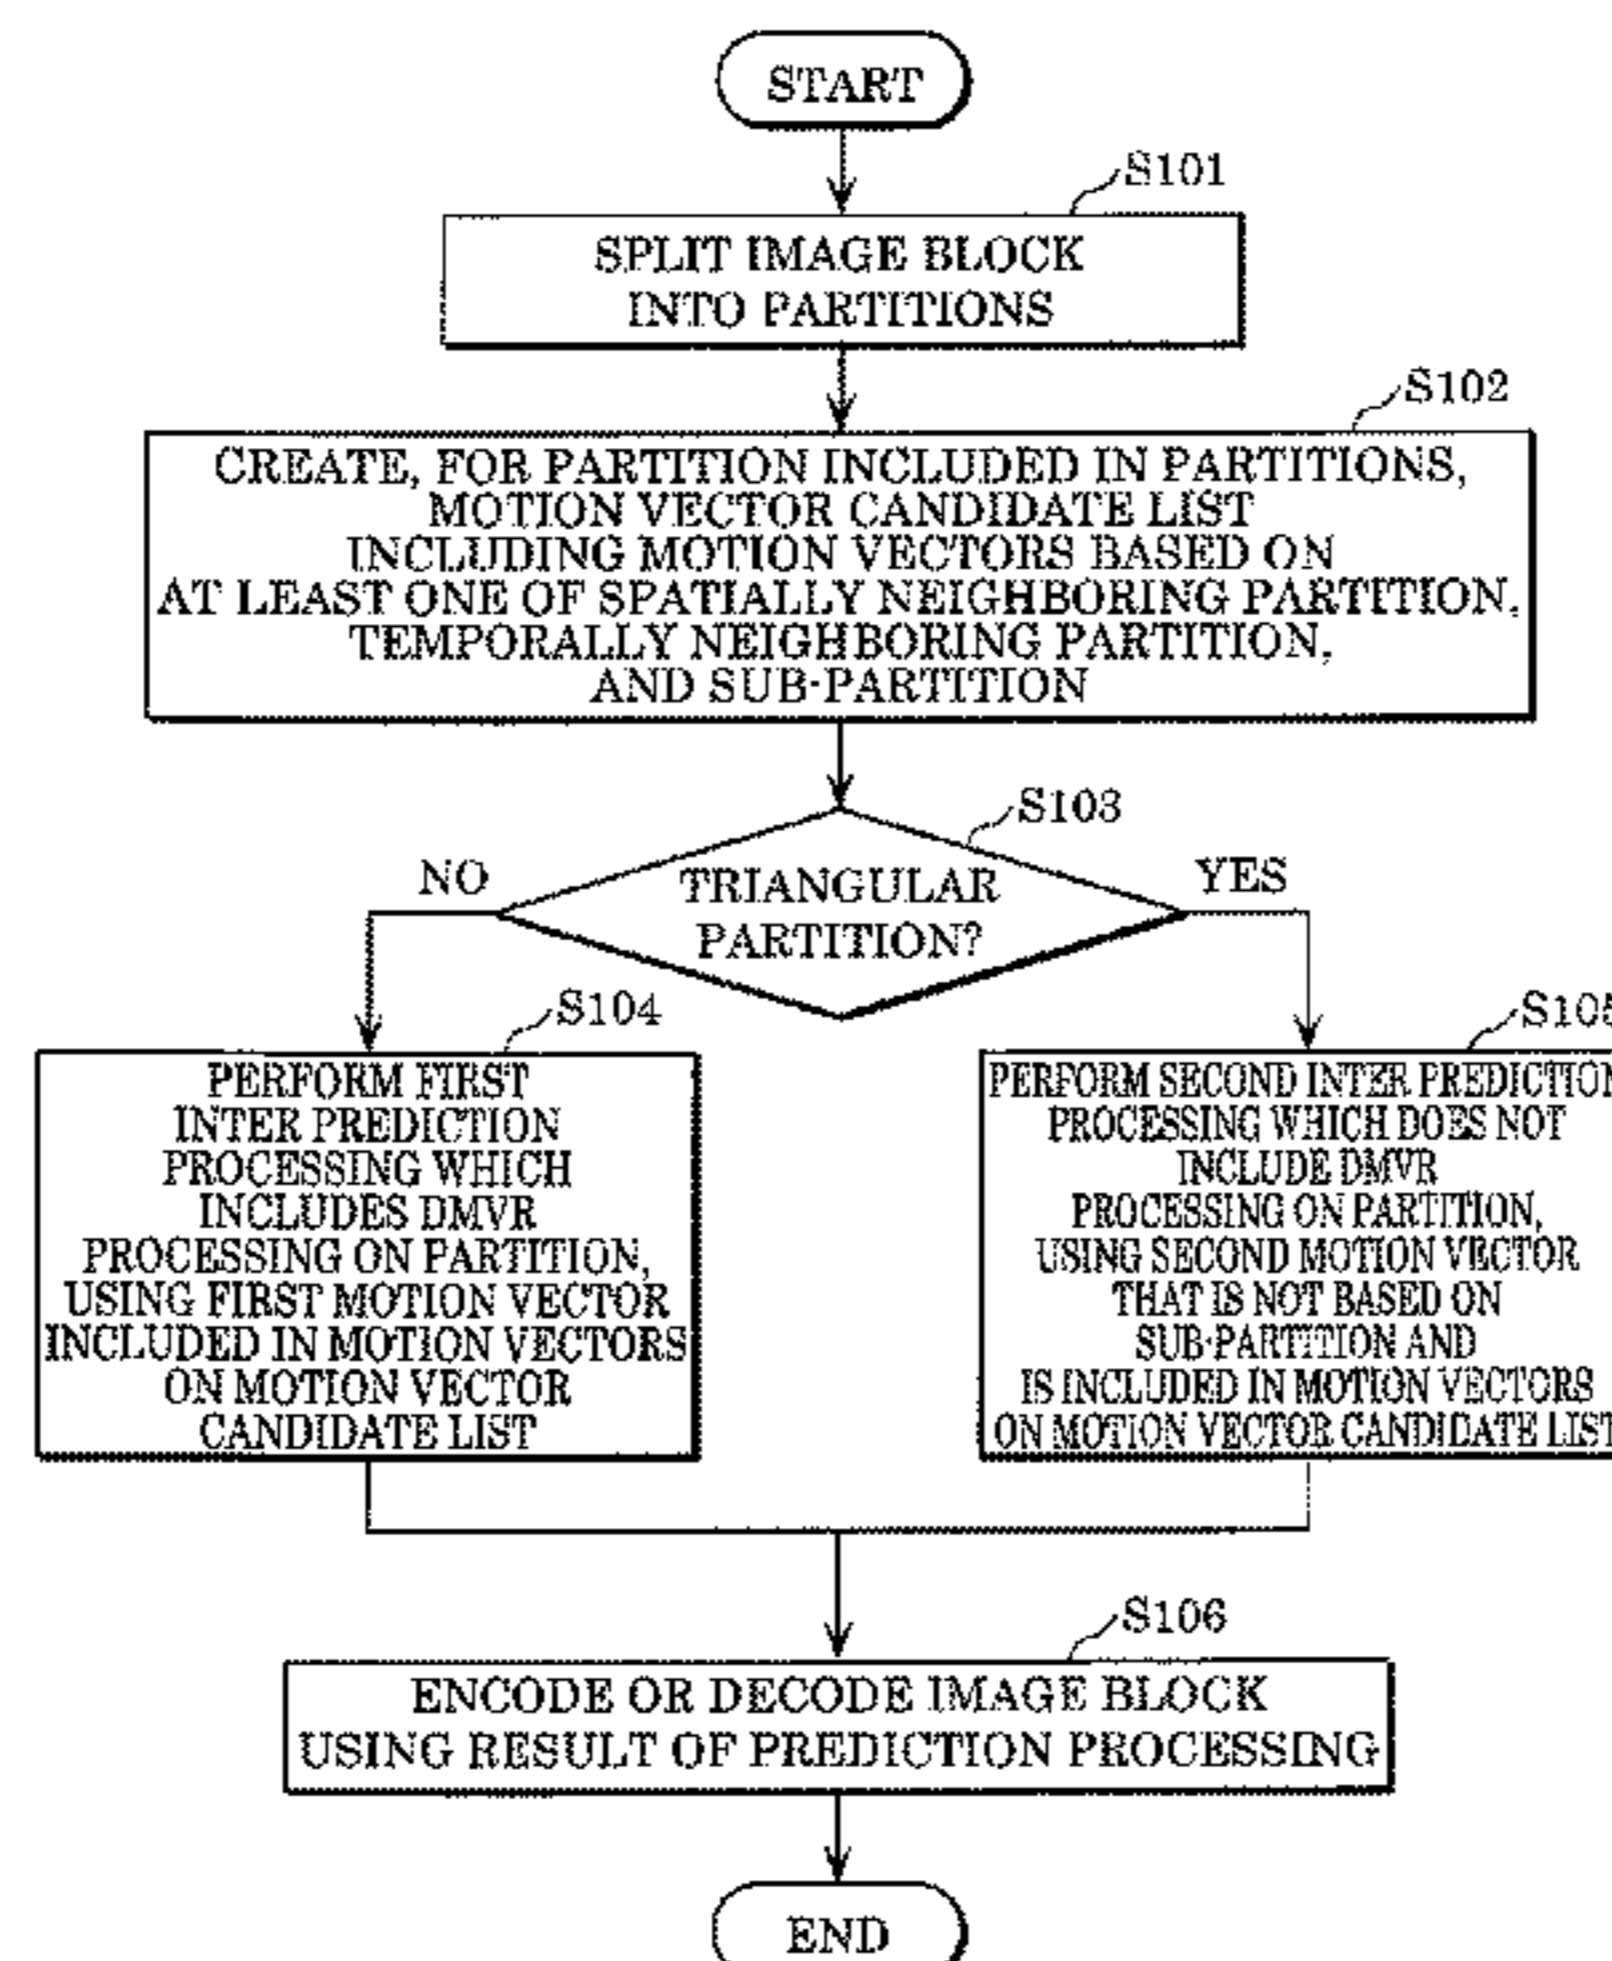 START
S101
SPLIT IMAGE BLOCK
INTO PARTITIONS
S102
CREATE, FOR PARTITION INCLUDED IN PARTITIONS,
MOTION VECTOR CANDIDATE LIST
INCLUDING MOTION VECTORS BASED ON
AT LEAST ONE OF SPATIALLY NEIGHBORING PARTITION,
TEMPORALLY NEIGHBORING PARTITION,
AND SUB-PARTITION
S103
NO
TRIANGULAR
PARTITION?
YES
S104
PERFORM FIRST
INTER PREDICTION
PROCESSING WHICH
INCLUDES DMVR
PROCESSING ON PARTITION,
USING FIRST MOTION VECTOR
INCLUDED IN MOTION VECTORS
ON MOTION VECTOR
CANDIDATE LIST
S105
PERFORM SECOND INTER PREDICTION
PROCESSING WHICH DOES NOT
INCLUDE DMVR
PROCESSING ON PARTITION,
USING SECOND MOTION VECTOR
THAT IS NOT BASED ON
SUB-PARTITION AND
IS INCLUDED IN MOTION VECTORS
ON MOTION VECTOR CANDIDATE LIST
S106
ENCODE OR DECODE IMAGE BLOCK
USING RESULT OF PREDICTION PROCESSING
END